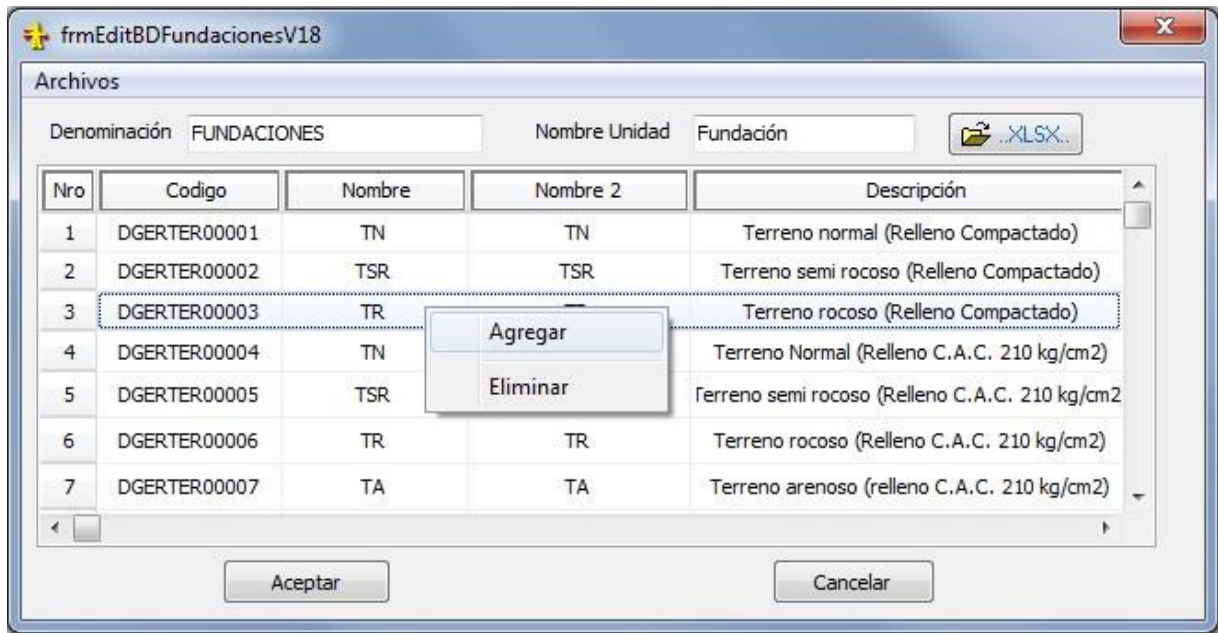 frmEditBDFundacionesV18
Archivos
Denominación FUNDACIONES Nombre Unidad Fundación ..XLSX..
Nro Codigo Nombre Nombre 2 Descripción
1 DGERTER00001 TN TN Terreno normal (Relleno Compactado)
2 DGERTER00002 TSR TSR Terreno semi rocoso (Relleno Compactado)
3 DGERTER00003 TR Terreno rocoso (Relleno Compactado)
Agregar
4 DGERTER00004 TN Terreno Normal (Relleno C.A.C. 210 kg/cm2)
Eliminar
5 DGERTER00005 TSR Terreno semi rocoso (Relleno C.A.C. 210 kg/cm2
6 DGERTER00006 TR TR Terreno rocoso (Relleno C.A.C. 210 kg/cm2)
7 DGERTER00007 TA TA Terreno arenoso (relleno C.A.C. 210 kg/cm2)
Aceptar Cancelar